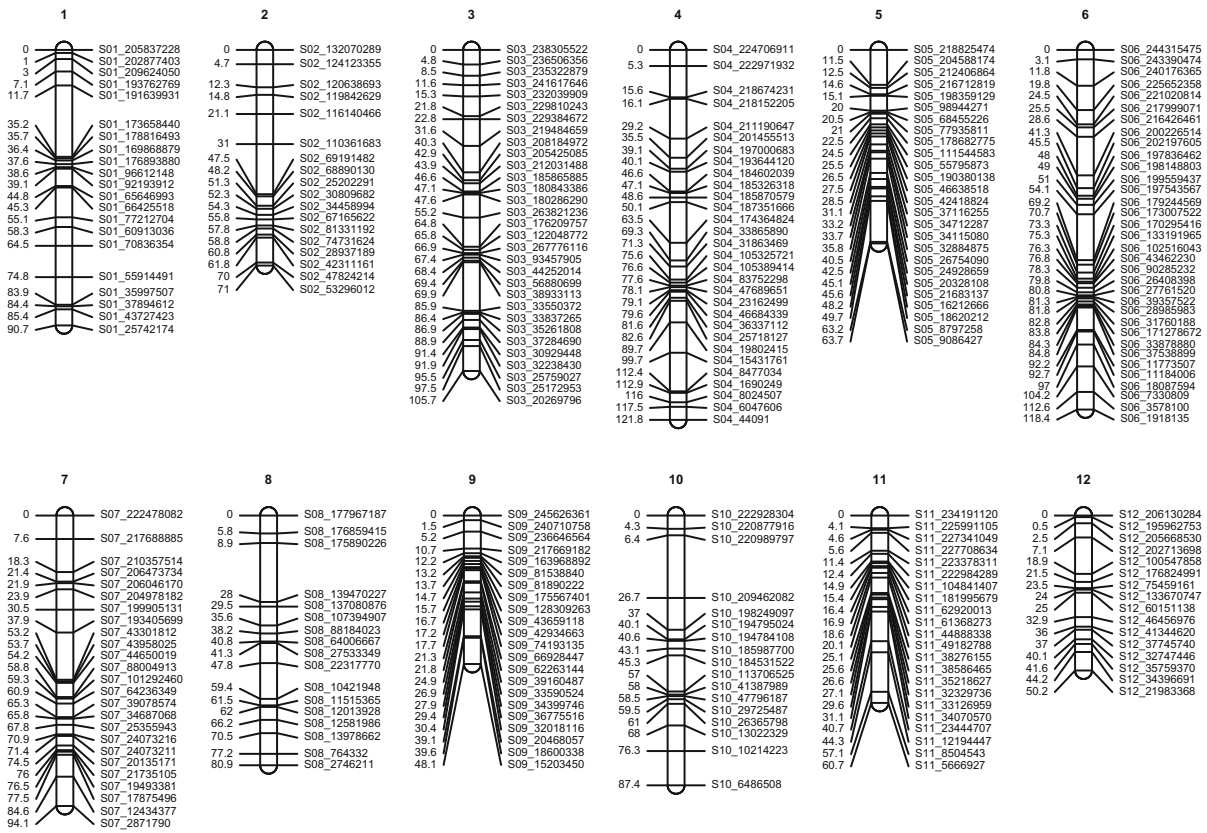 1
0 S01_205837228
1 S01_202877403
3 S01_209624050
7.1 S01_193762769
11.7 S01_191639931
35.2 S01_173658440
35.7 S01_178816493
36.4 S01_169868879
37.6 S01_176893880
38.6 S01_96612148
39.1 S01_92193912
44.8 S01_65646993
45.3 S01_66425518
55.1 S01_77212704
58.3 S01_60913036
64.5 S01_70836354
74.8 S01_55914491
83.9 S01_35997507
84.4 S01_37894612
85.4 S01_43727423
90.7 S01_25742174
2
0 S02_132070289
4.7 S02_124123355
12.3 S02_120638693
14.8 S02_119842629
21.1 S02_116140466
31 S02_110361683
47.5 S02_69191482
48.2 S02_68890130
51.3 S02_25202291
52.3 S02_30809682
54.3 S02_34458994
55.8 S02_67165622
57.8 S02_81331192
58.8 S02_74731624
60.8 S02_28937189
61.8 S02_42311161
70 S02_47824214
71 S02_53296012
3
0 S03_238305522
4.8 S03_236506356
8.5 S03_235322879
11.6 S03_241617646
15.3 S03_232039909
21.8 S03_229810243
22.8 S03_229384672
31.6 S03_219484659
40.3 S03_208184972
42.9 S03_205425085
43.9 S03_212031488
46.6 S03_185865885
47.1 S03_180843386
47.6 S03_180286290
55.2 S03_263821236
64.8 S03_176209757
65.8 S03_122048772
66.9 S03_267776116
67.4 S03_93457905
68.4 S03_44252014
69.4 S03_56880699
69.9 S03_38933113
85.9 S03_33550372
86.4 S03_33837265
86.9 S03_35261808
88.9 S03_37284690
91.4 S03_30929448
91.9 S03_32238430
95.5 S03_25759027
97.5 S03_25172953
105.7 S03_20269796
4
0 S04_224706911
5.3 S04_222971932
15.6 S04_218674231
16.1 S04_218152205
29.2 S04_211190647
35.5 S04_201455513
39.1 S04_197000683
40.1 S04_193644120
46.6 S04_184602039
47.1 S04_185326318
48.6 S04_185870579
50.1 S04_187351666
63.5 S04_174364824
69.3 S04_33865890
71.3 S04_31863469
75.6 S04_105325721
76.6 S04_105389414
77.6 S04_83752298
78.1 S04_47689651
79.1 S04_23162499
79.6 S04_46684339
81.6 S04_36337112
82.6 S04_25718127
89.7 S04_19802415
99.7 S04_15431761
112.4 S04_8477034
112.9 S04_1690249
116 S04_8024507
117.5 S04_6047606
121.8 S04_44091
5
0 S05_218825474
11.5 S05_204588174
12.5 S05_212406864
14.6 S05_216712819
15.1 S05_198359129
20 S05_98944271
20.5 S05_68455226
21 S05_77935811
22.5 S05_178682775
24.5 S05_111544583
25.5 S05_55795873
26.5 S05_190380138
27.5 S05_46638518
28.5 S05_42418824
31.1 S05_37116255
33.2 S05_34712287
33.7 S05_34115080
35.8 S05_32884875
40.5 S05_26754090
42.5 S05_24928659
45.1 S05_20328108
45.6 S05_21683137
48.2 S05_16212666
49.7 S05_18620212
63.2 S05_8797258
63.7 S05_9086427
6
0 S06_244315475
3.1 S06_243390474
11.8 S06_240176365
19.8 S06_225652358
24.5 S06_221020814
25.5 S06_217999071
28.6 S06_216426461
41.3 S06_200226514
45.5 S06_202197605
48 S06_197836462
49 S06_198148803
51 S06_199559437
54.1 S06_197543567
69.2 S06_179244569
70.7 S06_173007522
73.3 S06_170295416
75.3 S06_133191965
76.3 S06_102516043
76.8 S06_43462230
78.3 S06_90285232
79.8 S06_26408398
80.8 S06_27761520
81.3 S06_39357522
81.8 S06_28985983
82.8 S06_31760188
83.8 S06_171278672
84.3 S06_33878880
84.8 S06_37538899
92.2 S06_11773507
92.7 S06_11184006
97 S06_18087594
104.2 S06_7330809
112.6 S06_3578100
118.4 S06_1918135
7
0 S07_222478082
7.6 S07_217688885
18.3 S07_210357514
21.4 S07_206473734
21.9 S07_206046170
23.9 S07_204978182
30.5 S07_199905131
37.9 S07_193405699
53.2 S07_43301812
53.7 S07_43958025
54.2 S07_44650019
58.8 S07_88004913
59.3 S07_101292460
60.9 S07_64236349
65.3 S07_39078574
65.8 S07_34687068
67.8 S07_25355943
70.9 S07_24073216
71.4 S07_24073211
74.5 S07_20135171
76 S07_21735105
76.5 S07_19493381
77.5 S07_17875496
84.6 S07_12434377
94.1 S07_2871790
8
0 S08_177967187
5.8 S08_176859415
8.9 S08_175890226
28 S08_139470227
29.5 S08_137080876
35.6 S08_107394907
38.2 S08_88184023
40.8 S08_64006667
41.3 S08_27533349
47.8 S08_22317770
59.4 S08_10421948
61.5 S08_11515365
62 S08_12013928
66.2 S08_12581986
70.5 S08_13978662
77.2 S08_764332
80.9 S08_2746211
9
0 S09_245626361
1.5 S09_240710758
5.2 S09_236646564
10.7 S09_217669182
12.2 S09_163968892
13.2 S09_81538840
13.7 S09_81890222
14.7 S09_175567401
15.7 S09_128309263
16.7 S09_43659118
17.2 S09_42934663
17.7 S09_74193135
21.3 S09_66928447
21.8 S09_62263144
24.9 S09_39160487
26.9 S09_33590524
27.9 S09_34399746
29.4 S09_36775516
30.4 S09_32018116
39.1 S09_20468057
39.6 S09_18600338
48.1 S09_15203450
10
0 S10_222928304
4.3 S10_220877916
6.4 S10_220989797
26.7 S10_209462082
37 S10_198249097
40.1 S10_194795024
40.6 S10_194784108
43.1 S10_185987700
45.3 S10_184531522
57 S10_113706525
58 S10_41387989
58.5 S10_47796187
59.5 S10_29725487
61 S10_26365798
68 S10_13022329
76.3 S10_10214223
87.4 S10_6486508
11
0 S11_234191120
4.1 S11_225991105
4.6 S11_227341049
5.6 S11_227708634
11.4 S11_223378311
12.4 S11_222984289
14.9 S11_104841407
15.4 S11_181995679
16.4 S11_62920013
16.9 S11_61368273
18.6 S11_44888338
20.1 S11_49182788
24.1 S11_38276155
25.6 S11_38586465
26.6 S11_35218627
27.1 S11_32329736
29.6 S11_33126959
31.1 S11_34070570
40.7 S11_23444707
44.3 S11_12194447
57.1 S11_8504543
60.7 S11_5666927
12
0 S12_206130284
0.5 S12_195962753
2.5 S12_205668530
7.1 S12_202713698
18.9 S12_100547858
21.5 S12_176824991
23.5 S12_75459161
24 S12_133670747
25 S12_60151138
32.9 S12_46456976
36 S12_41344620
37 S12_37745740
40.1 S12_32747446
41.6 S12_35759370
44.2 S12_34396691
50.2 S12_21983368